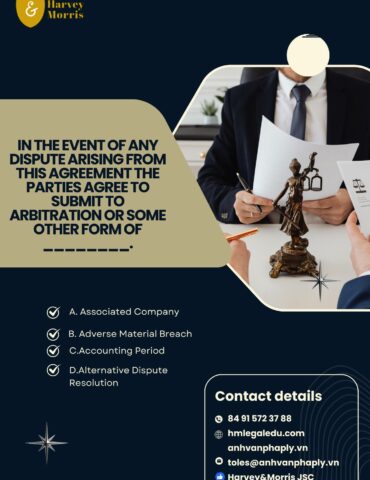 &
Harvey
Morris
IN THE EVENT OF ANY
DISPUTE ARISING FROM
THIS AGREEMENT THE
PARTIES AGREE TO
SUBMIT TO
ARBITRATION OR SOME
OTHER FORM OF
________.
A. Associated Company
B. Adverse Material Breach
C.Accounting Period
D.Alternative Dispute
Resolution
Contact details
84 91 572 37 88
hmlegaledu.com
anhvanphaply.vn
toles@anhvanphaply.vn
Harvey&Morris JSC